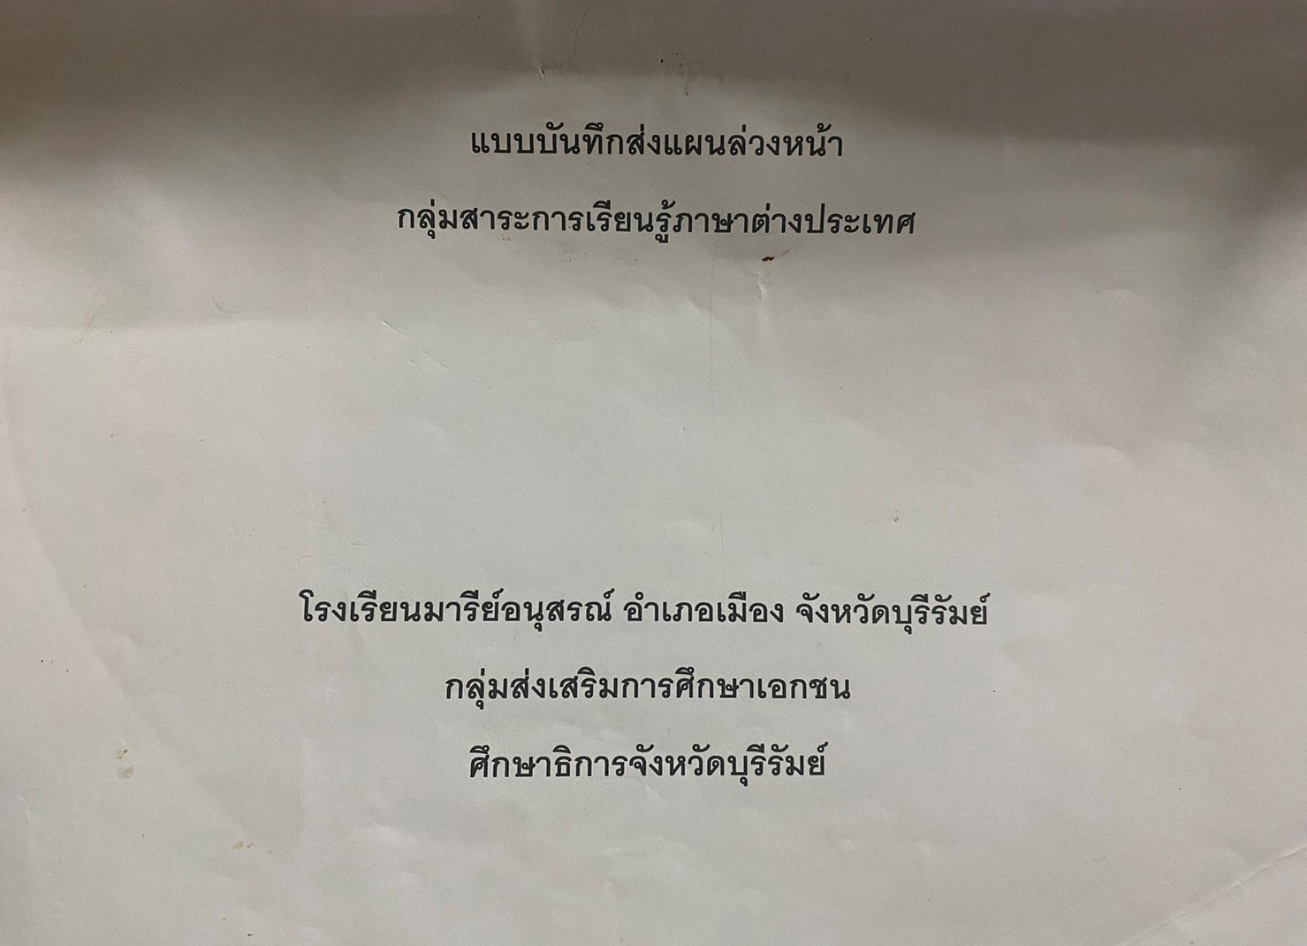 แบบบันทึกส่งแผนล่วงหน้า
กลุ่มสาระการเรียนรู้ภาษาต่างประเทศ
โรงเรียนมารีย์อนุสรณ์ อำเภอเมือง จังหวัดบุรีรัมย์
กลุ่มส่งเสริมการศึกษาเอกชน
ศึกษาธิการจังหวัดบุรีรัมย์